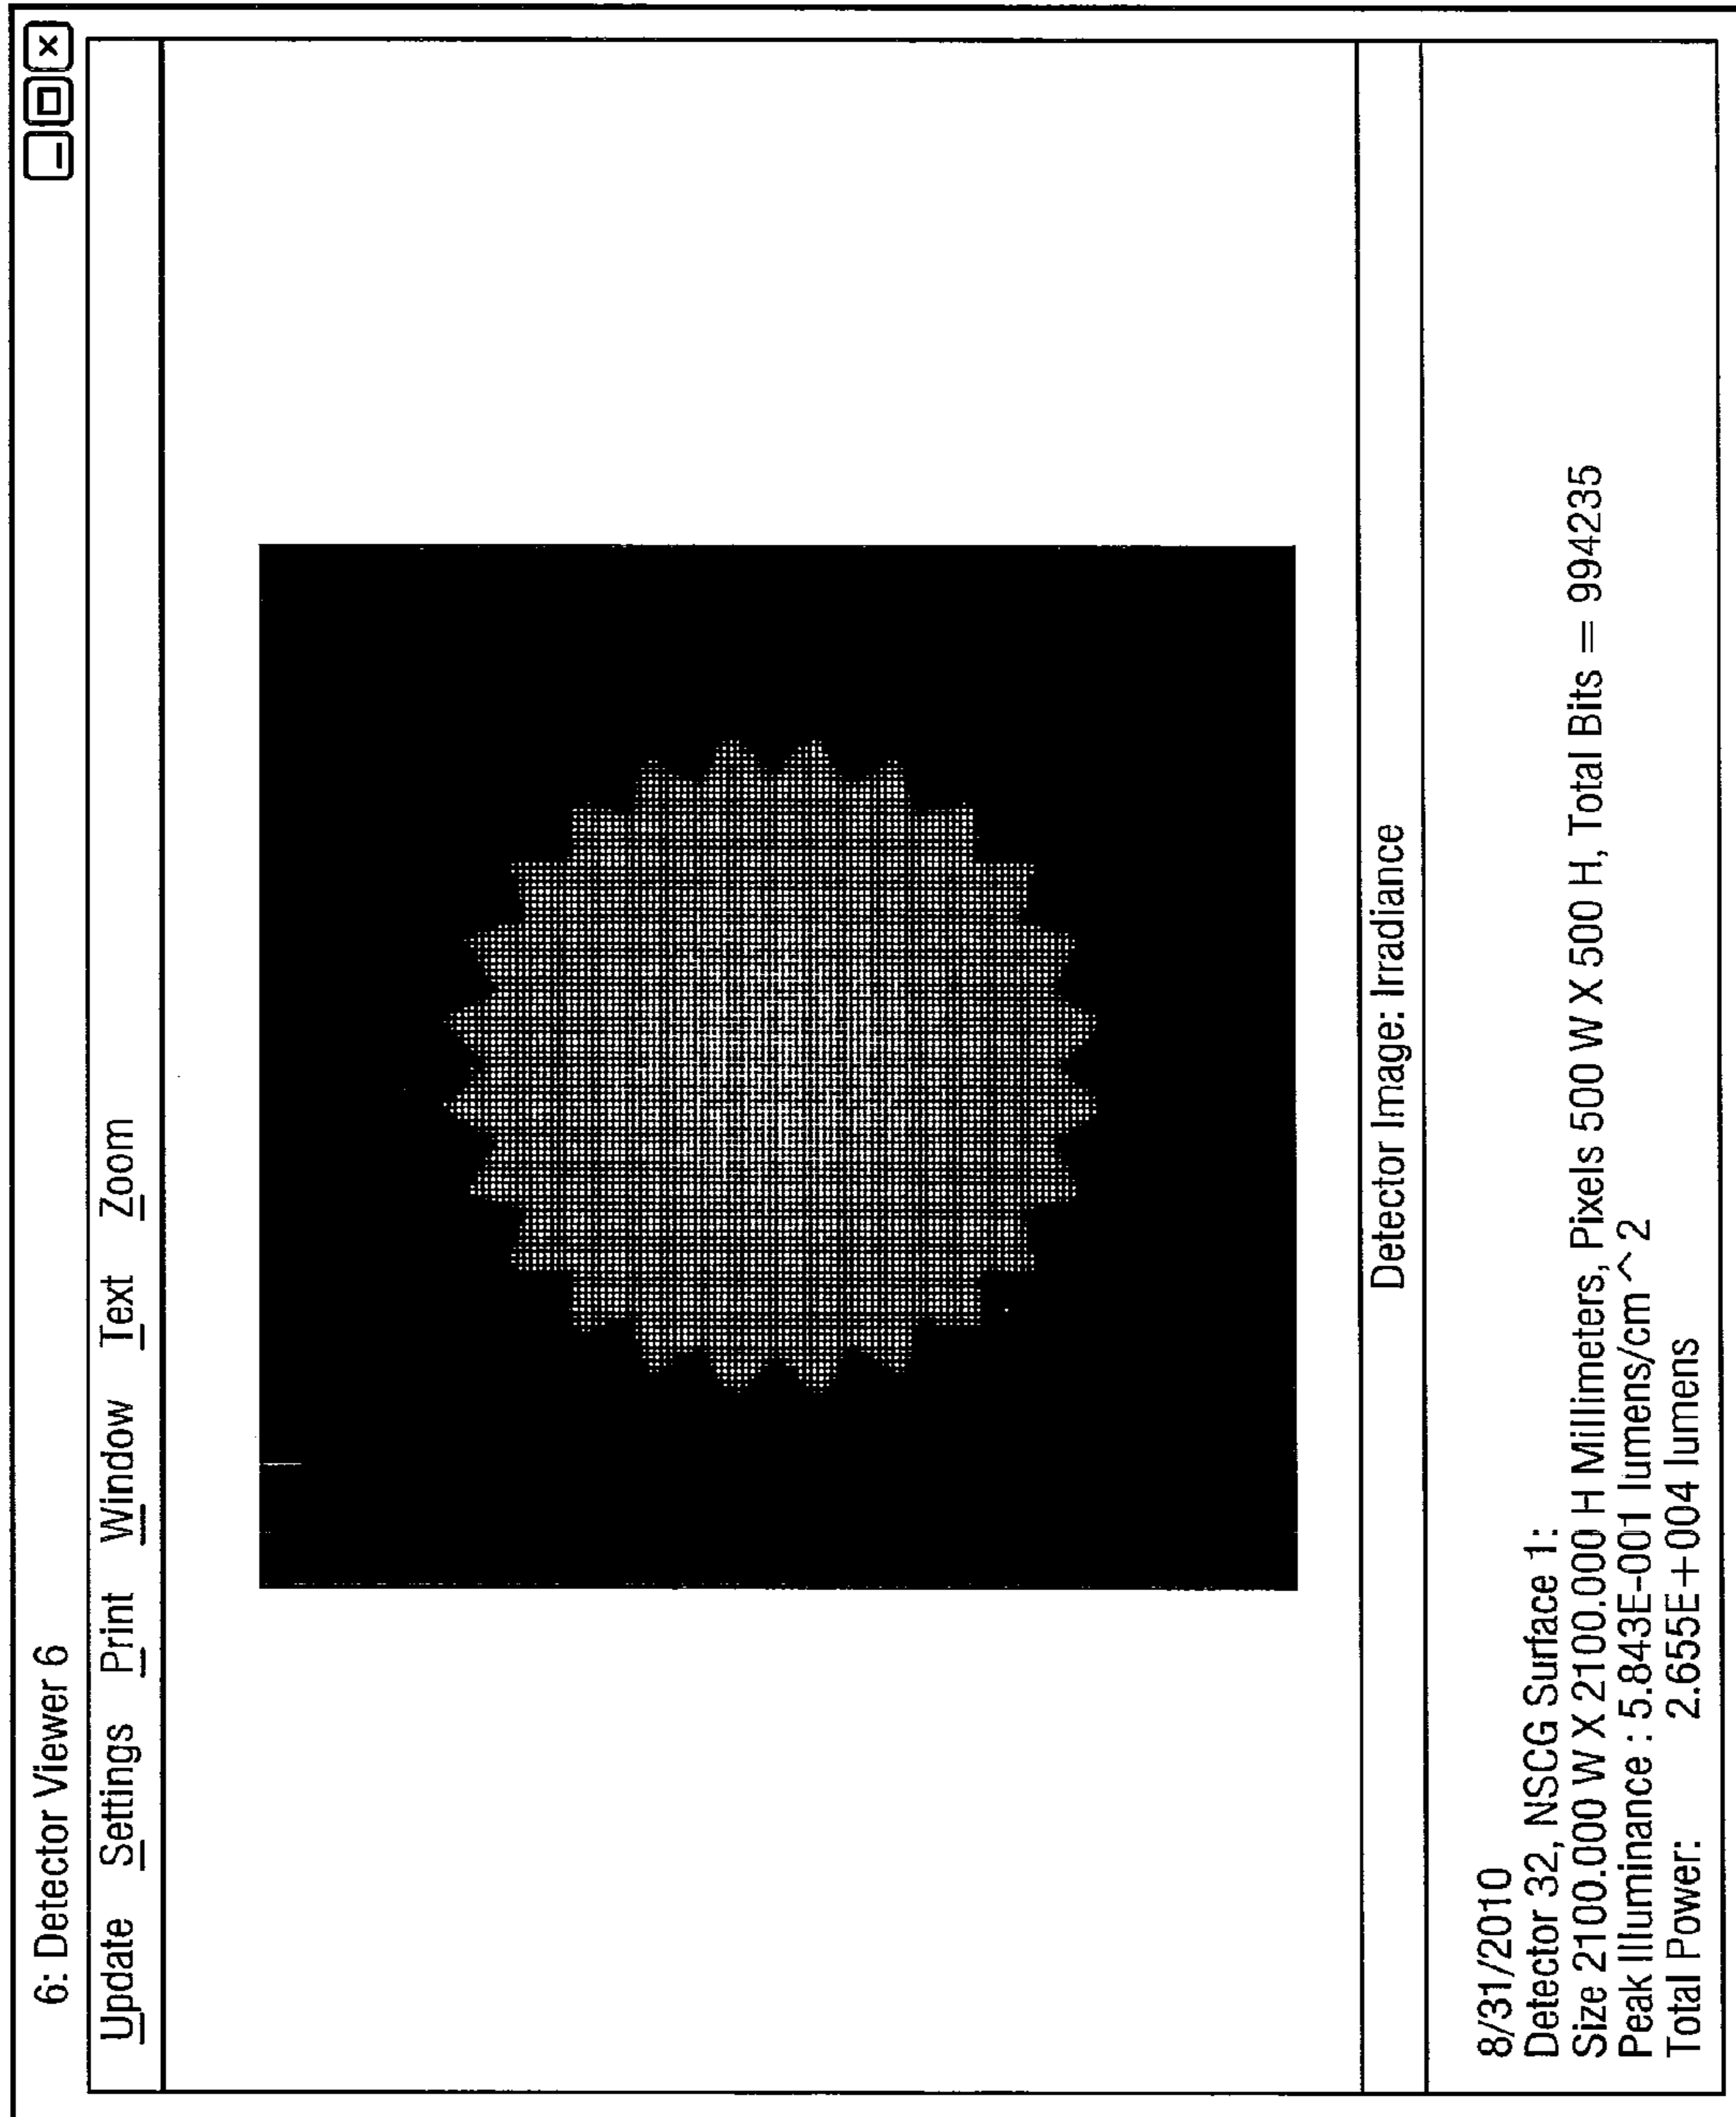 6: Detector Viewer 6
Update Settings Print Window Text Zoom
Detector Image: Irradiance
8/31/2010
Detector 32, NSCG Surface 1:
Size 2100.000 W X 2100.000 H Millimeters, Pixels 500 W X 500 H, Total Bits = 994235
Peak Illuminance : 5.843E-001 lumens/cm^2
Total Power: 2.655E+004 lumens